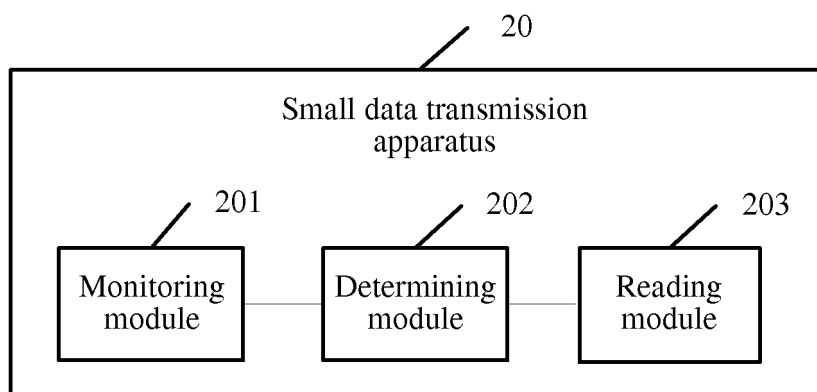 20
Small data transmission
apparatus
201
202
203
Monitoring
module
Determining
module
Reading
module